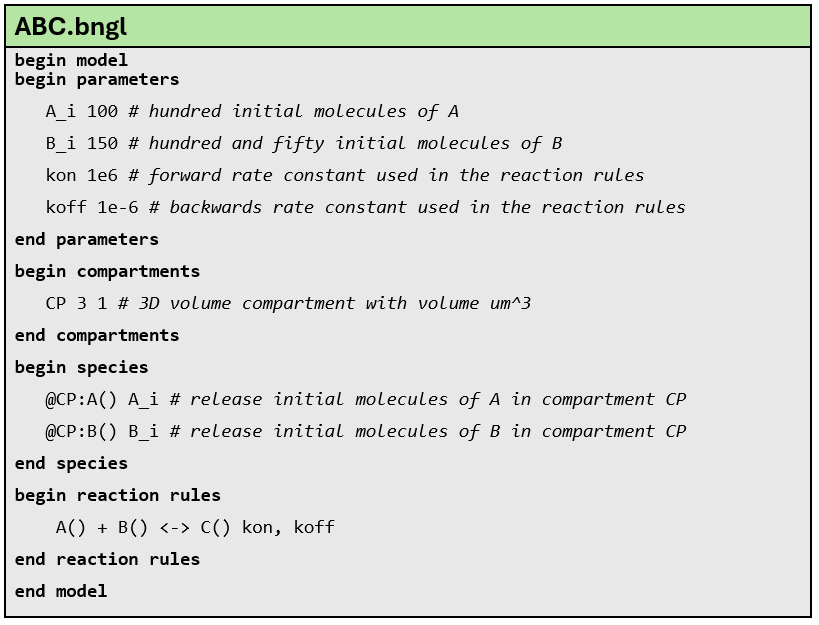 ABC.bngl
begin model
begin parameters
A_i 100 # hundred initial molecules of A
B_i 150 # hundred and fifty initial molecules of B
kon 1e6 # forward rate constant used in the reaction rules
koff 1e-6 # backwards rate constant used in the reaction rules
end parameters
begin compartments
CP 3 1 # 3D volume compartment with volume um^3
end compartments
begin species
@CP:A() A_i # release initial molecules of A in compartment CP
@CP:B() B_i # release initial molecules of B in compartment CP
end species
begin reaction rules
A() + B() <-> C() kon, koff
end reaction rules
end model